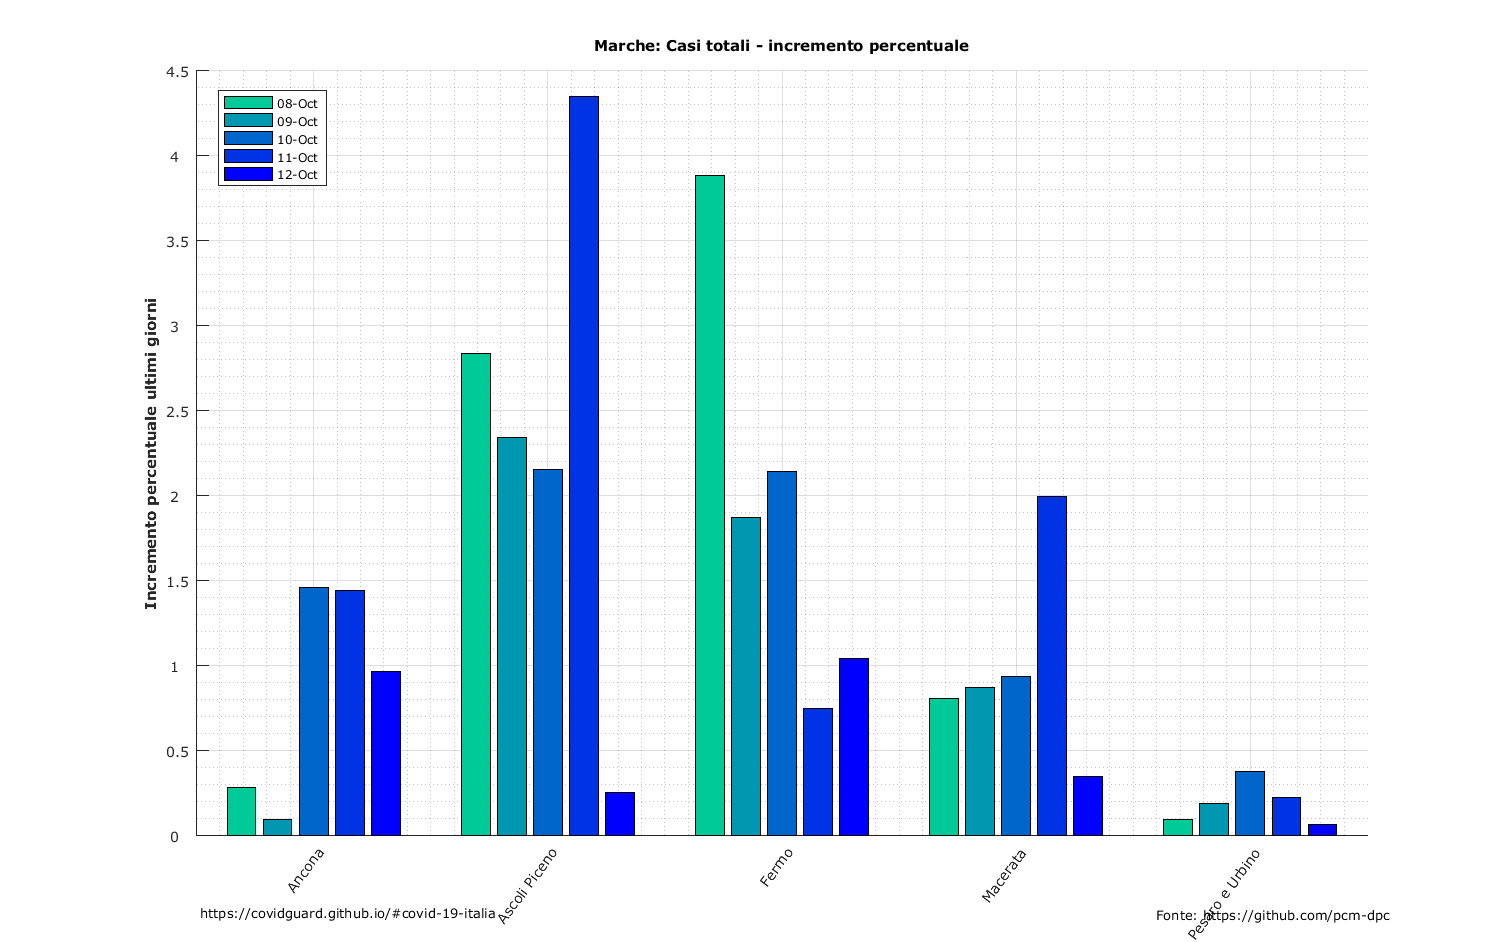 Marche: Casi totali - incremento percentuale
Incremento percentuale ultimi giorni
4.5
4
3.5
3
2.5
2
1.5
1
0.5
0
08-Oct
09-Oct
10-Oct
11-Oct
12-Oct
Ancona
Ascoli Piceno
Fermo
Macerata
Pesaro e Urbino
https://covidguard.github.io/#covid-19-italia
Fonte: https://github.com/pcm-dpc